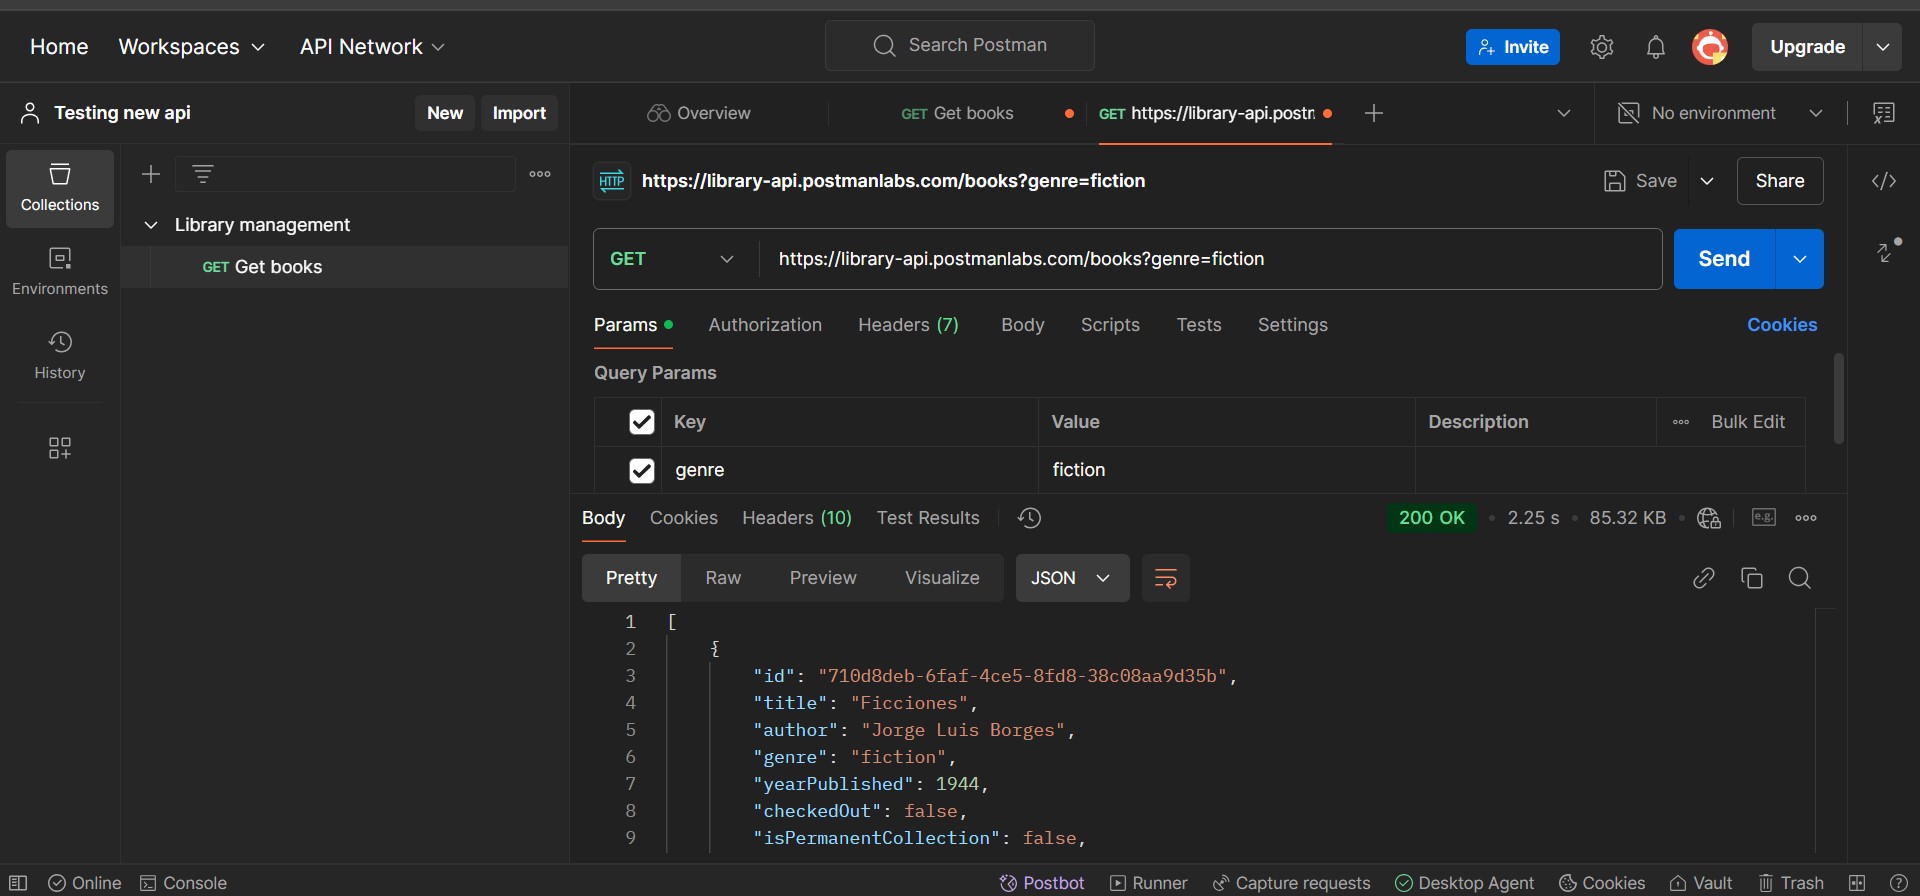 Home Workspaces API Network Search Postman Invite Upgrade
Testing new api New Import
Overview GET Get books GET https://library-api.postr No environment
Collections
Environments
History
Library management
GET Get books
HTTP https://library-api.postmanlabs.com/books?genre=fiction Save Share
GET https://library-api.postmanlabs.com/books?genre=fiction Send
Params Authorization Headers (7) Body Scripts Tests Settings Cookies
Query Params
Key Value Description Bulk Edit
genre fiction
Body Cookies Headers (10) Test Results 200 OK 2.25 s 85.32 KB e.g.
Pretty Raw Preview Visualize JSON
1 [
2 {
3 "id": "710d8deb-6faf-4ce5-8fd8-38c08aa9d35b",
4 "title": "Ficciones",
5 "author": "Jorge Luis Borges",
6 "genre": "fiction",
7 "yearPublished": 1944,
8 "checkedOut": false,
9 "isPermanentCollection": false,
Online Console Postbot Runner Capture requests Desktop Agent Cookies Vault Trash